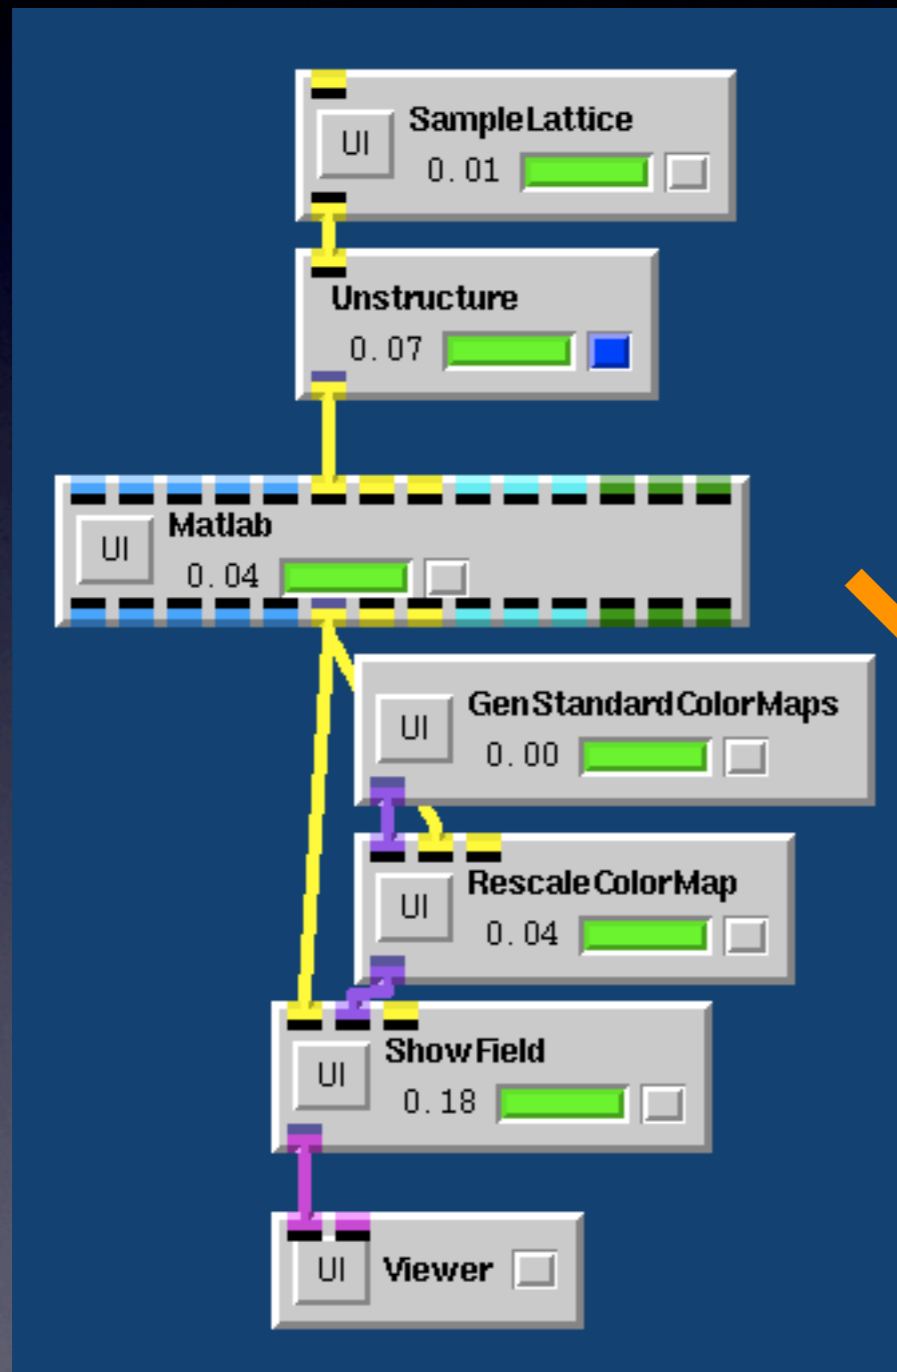 UI
SampleLattice
0.01
Unstructure
0.07
UI
Matlab
0.04
UI
GenStandardColorMaps
0.00
UI
RescaleColorMap
0.04
UI
ShowField
0.18
UI
Viewer